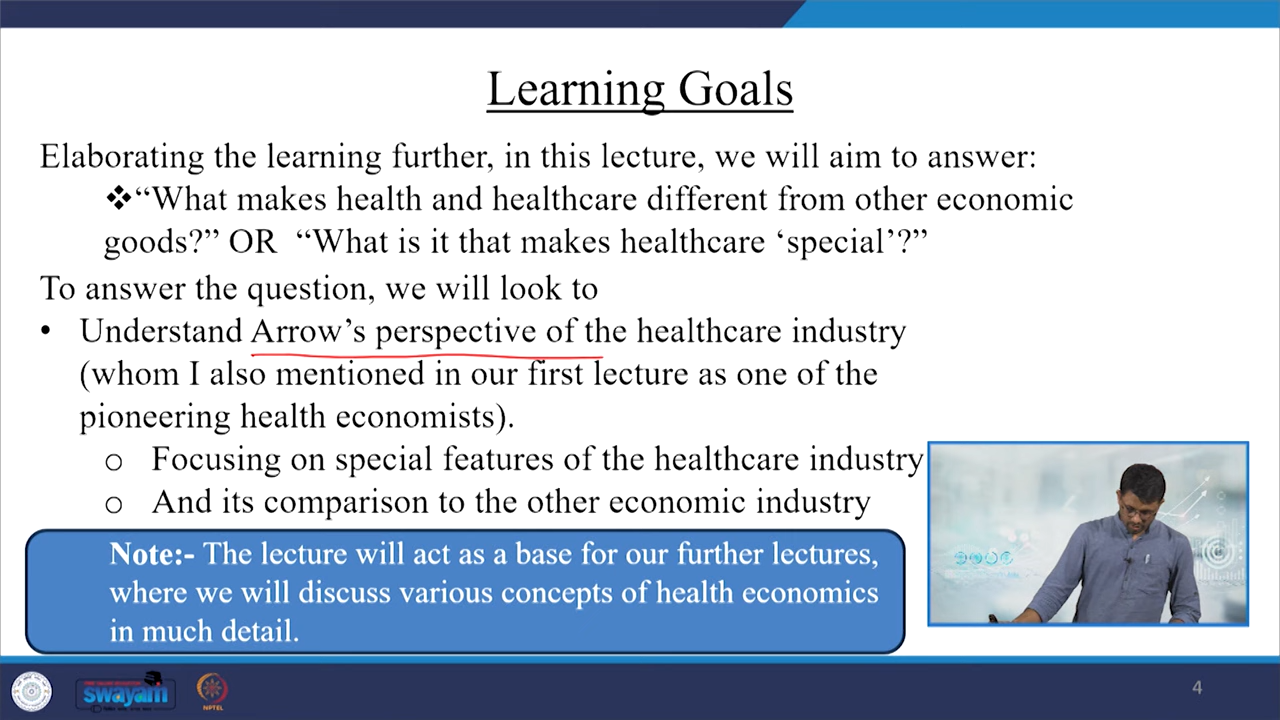 Learning Goals
Elaborating the learning further, in this lecture, we will aim to answer:
❖“What makes health and healthcare different from other economic
goods?” OR “What is it that makes healthcare ‘special’?”
To answer the question, we will look to
• Understand Arrow’s perspective of the healthcare industry
(whom I also mentioned in our first lecture as one of the
pioneering health economists).
o Focusing on special features of the healthcare industry
o And its comparison to the other economic industry
Note:- The lecture will act as a base for our further lectures,
where we will discuss various concepts of health economics
in much detail.
swayam
NPTEL
4